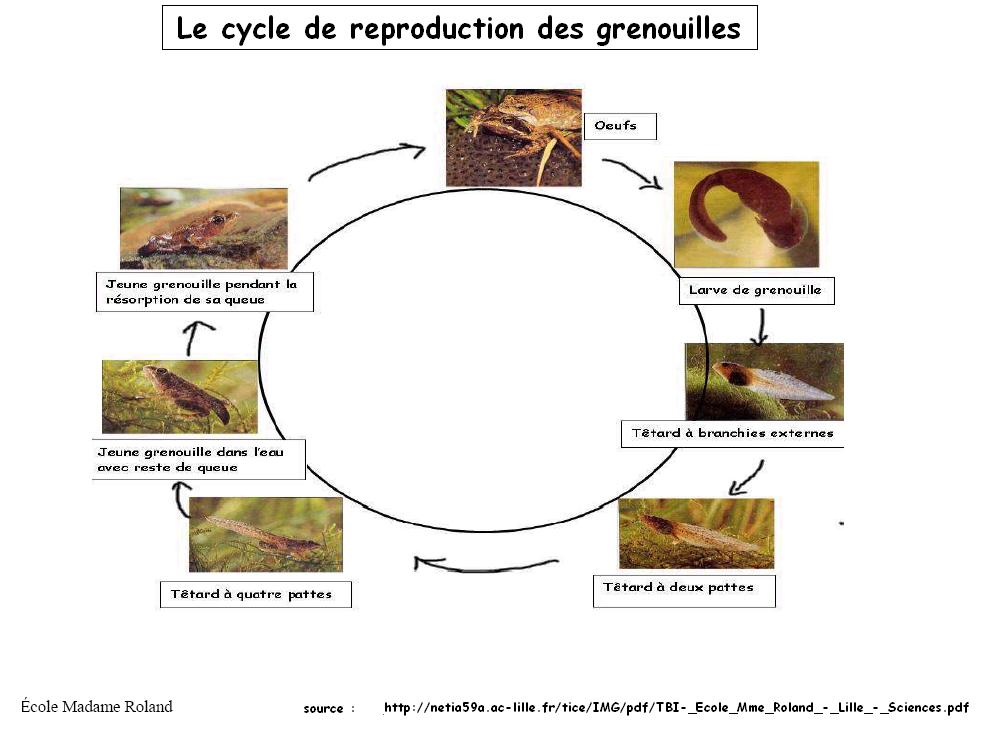 Le cycle de reproduction des grenouilles
Oeufs
Larve de grenouille
Têtard à branchies externes
Têtard à deux pattes
Têtard à quatre pattes
Jeune grenouille dans l'eau
avec reste de queue
Jeune grenouille pendant la
résorption de sa queue
École Madame Roland
source : http://netia59a.ac-lille.fr/tice/IMG/pdf/TBI-_Ecole_Mme_Roland_-_Lille_-_Sciences.pdf